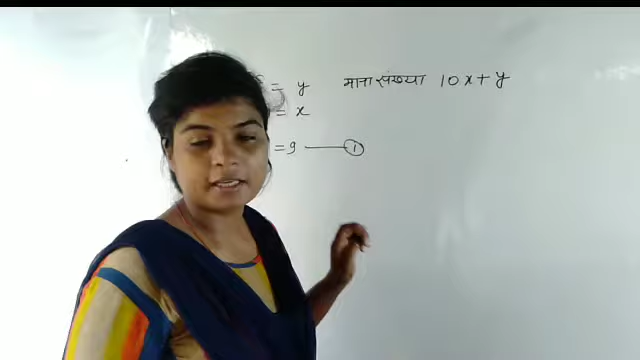 = y माना संख्या 10x+y
= x
= 9 —— ①